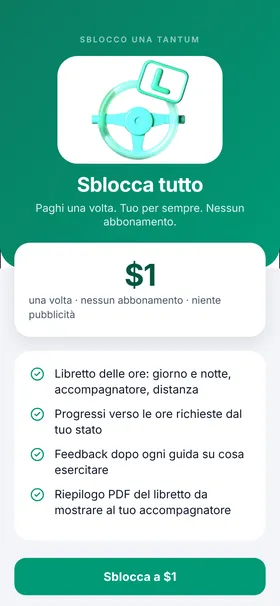 SBLOCCO UNA TANTUM
L
Sblocca tutto
Paghi una volta. Tuo per sempre. Nessun
abbonamento.
$1
una volta · nessun abbonamento · niente
pubblicità
Libretto delle ore: giorno e notte,
accompagnatore, distanza
Progressi verso le ore richieste dal
tuo stato
Feedback dopo ogni guida su cosa
esercitare
Riepilogo PDF del libretto da
mostrare al tuo accompagnatore
Sblocca a $1